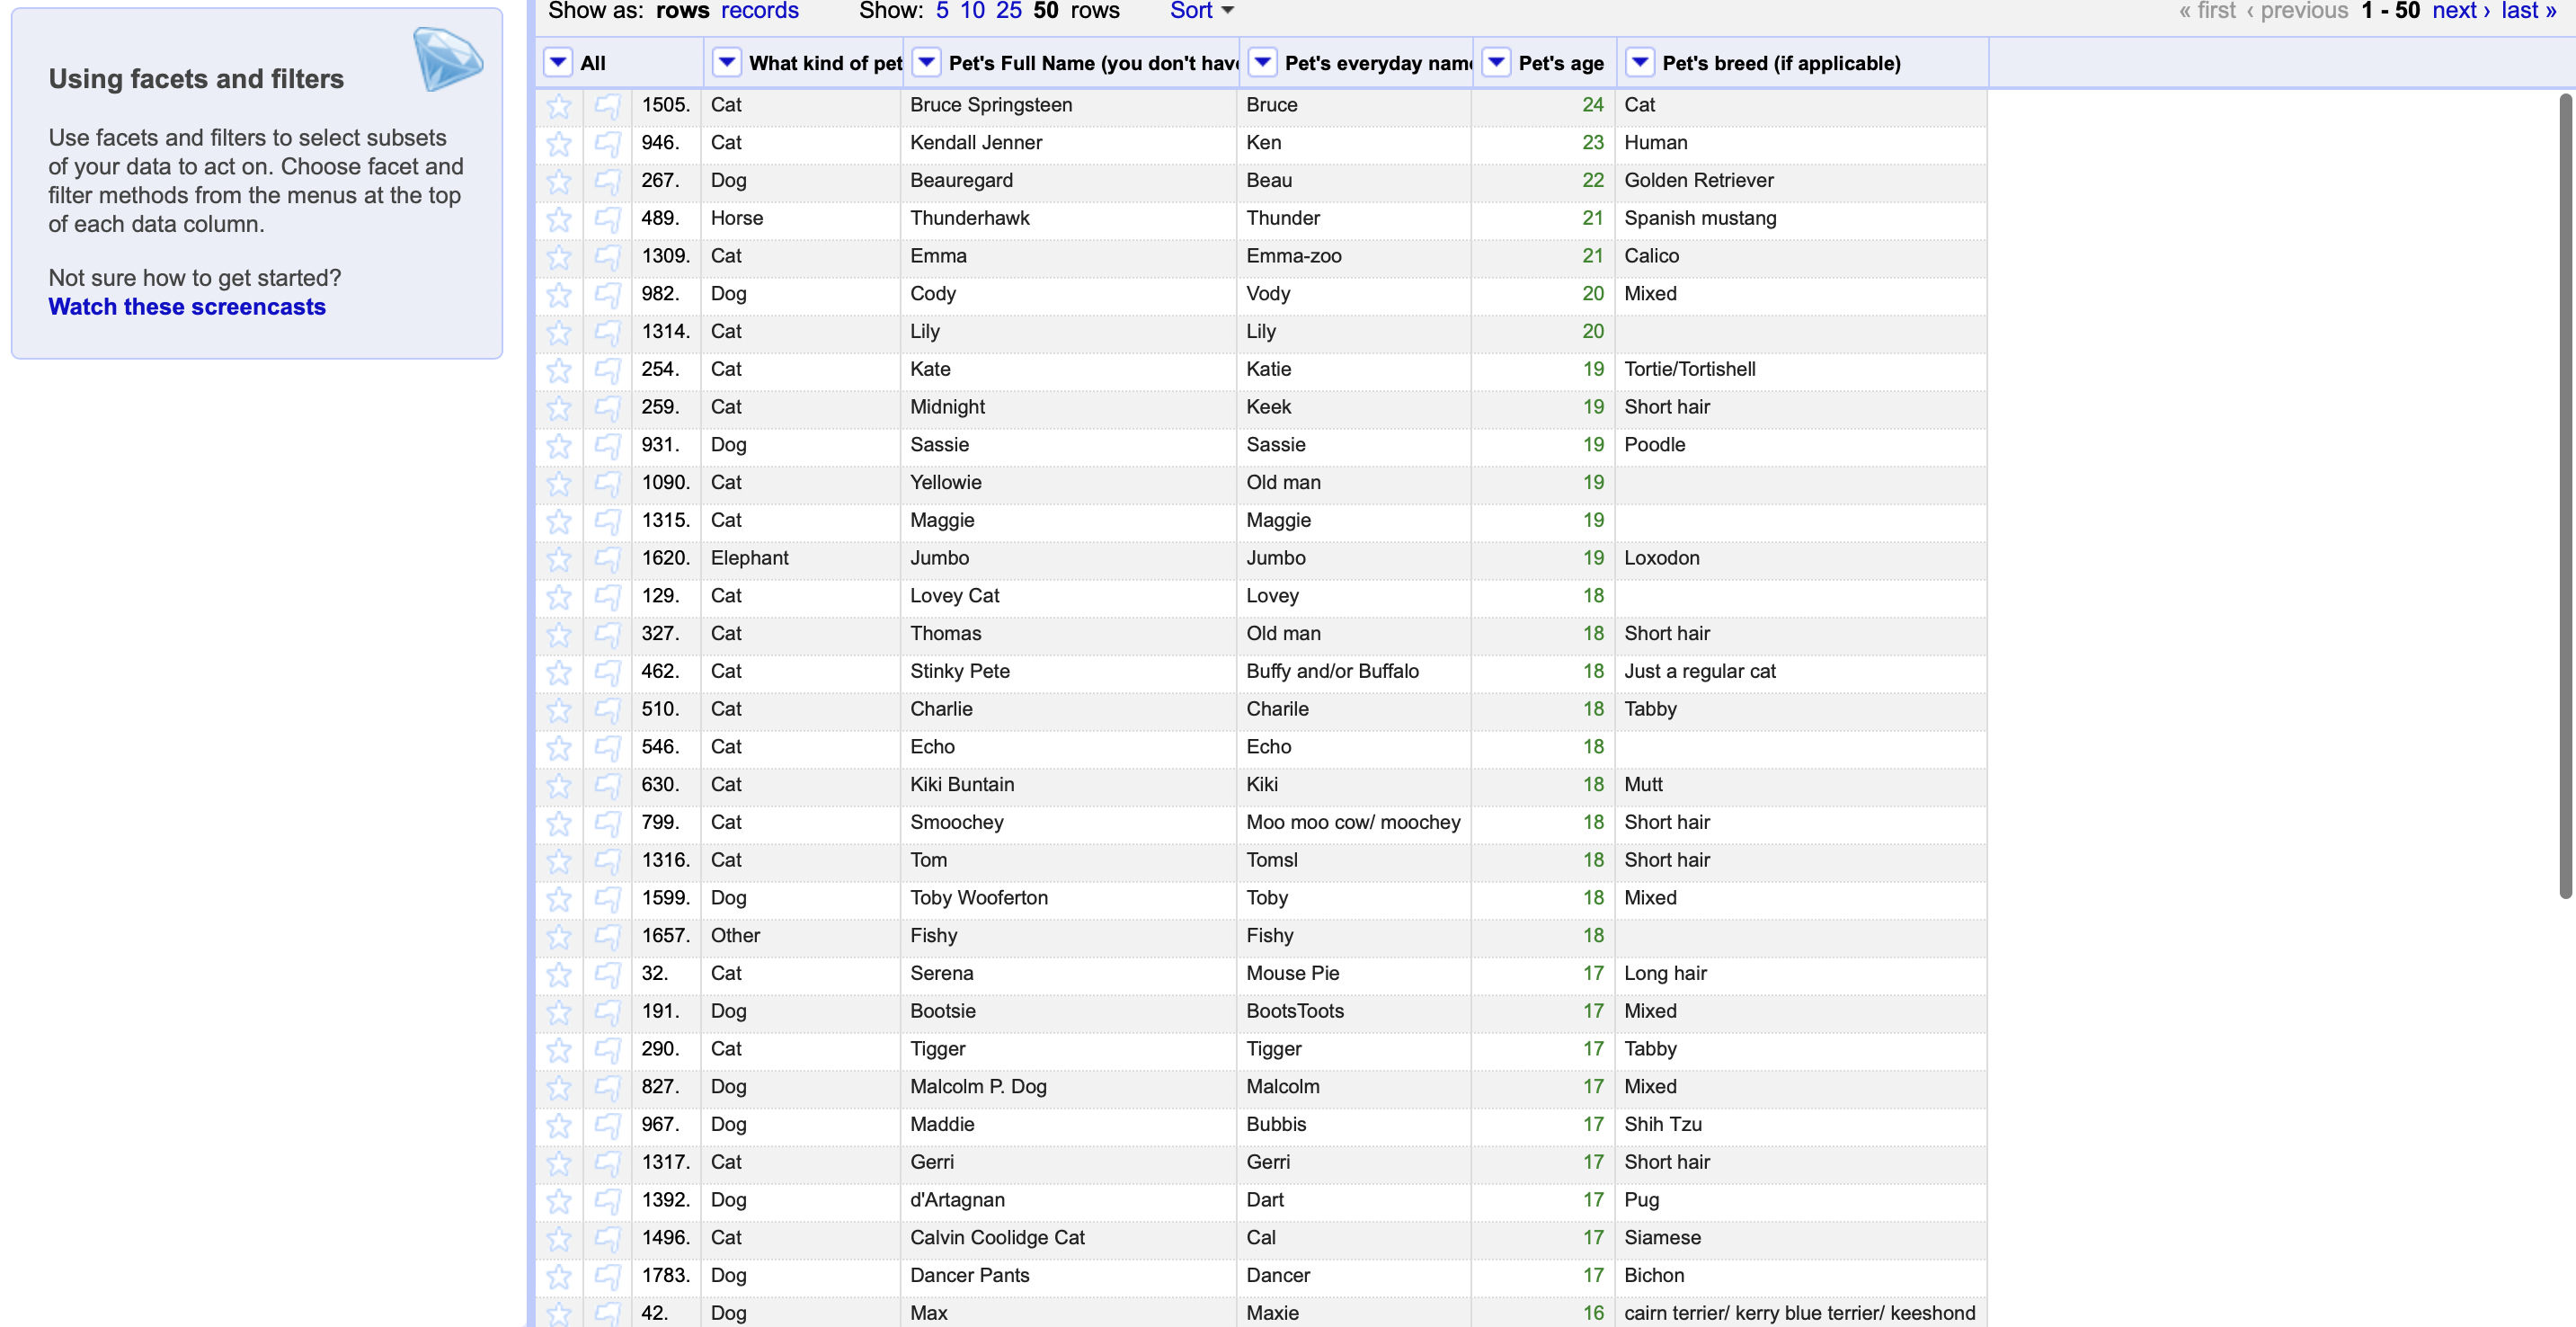 Show as: rows records Show: 5 10 25 50 rows Sort « first ‹ previous 1 - 50 next › last »
Using facets and filters
Use facets and filters to select subsets
of your data to act on. Choose facet and
filter methods from the menus at the top
of each data column.
Not sure how to get started?
Watch these screencasts
All What kind of pet Pet's Full Name (you don't have Pet's everyday name Pet's age Pet's breed (if applicable)
1505. Cat Bruce Springsteen Bruce 24 Cat
946. Cat Kendall Jenner Ken 23 Human
267. Dog Beauregard Beau 22 Golden Retriever
489. Horse Thunderhawk Thunder 21 Spanish mustang
1309. Cat Emma Emma-zoo 21 Calico
982. Dog Cody Vody 20 Mixed
1314. Cat Lily Lily 20
254. Cat Kate Katie 19 Tortie/Tortishell
259. Cat Midnight Keek 19 Short hair
931. Dog Sassie Sassie 19 Poodle
1090. Cat Yellowie Old man 19
1315. Cat Maggie Maggie 19
1620. Elephant Jumbo Jumbo 19 Loxodon
129. Cat Lovey Cat Lovey 18
327. Cat Thomas Old man 18 Short hair
462. Cat Stinky Pete Buffy and/or Buffalo 18 Just a regular cat
510. Cat Charlie Charile 18 Tabby
546. Cat Echo Echo 18
630. Cat Kiki Buntain Kiki 18 Mutt
799. Cat Smoochey Moo moo cow/ moochey 18 Short hair
1316. Cat Tom Tomsl 18 Short hair
1599. Dog Toby Wooferton Toby 18 Mixed
1657. Other Fishy Fishy 18
32. Cat Serena Mouse Pie 17 Long hair
191. Dog Bootsie BootsToots 17 Mixed
290. Cat Tigger Tigger 17 Tabby
827. Dog Malcolm P. Dog Malcolm 17 Mixed
967. Dog Maddie Bubbis 17 Shih Tzu
1317. Cat Gerri Gerri 17 Short hair
1392. Dog d'Artagnan Dart 17 Pug
1496. Cat Calvin Coolidge Cat Cal 17 Siamese
1783. Dog Dancer Pants Dancer 17 Bichon
42. Dog Max Maxie 16 cairn terrier/ kerry blue terrier/ keeshond